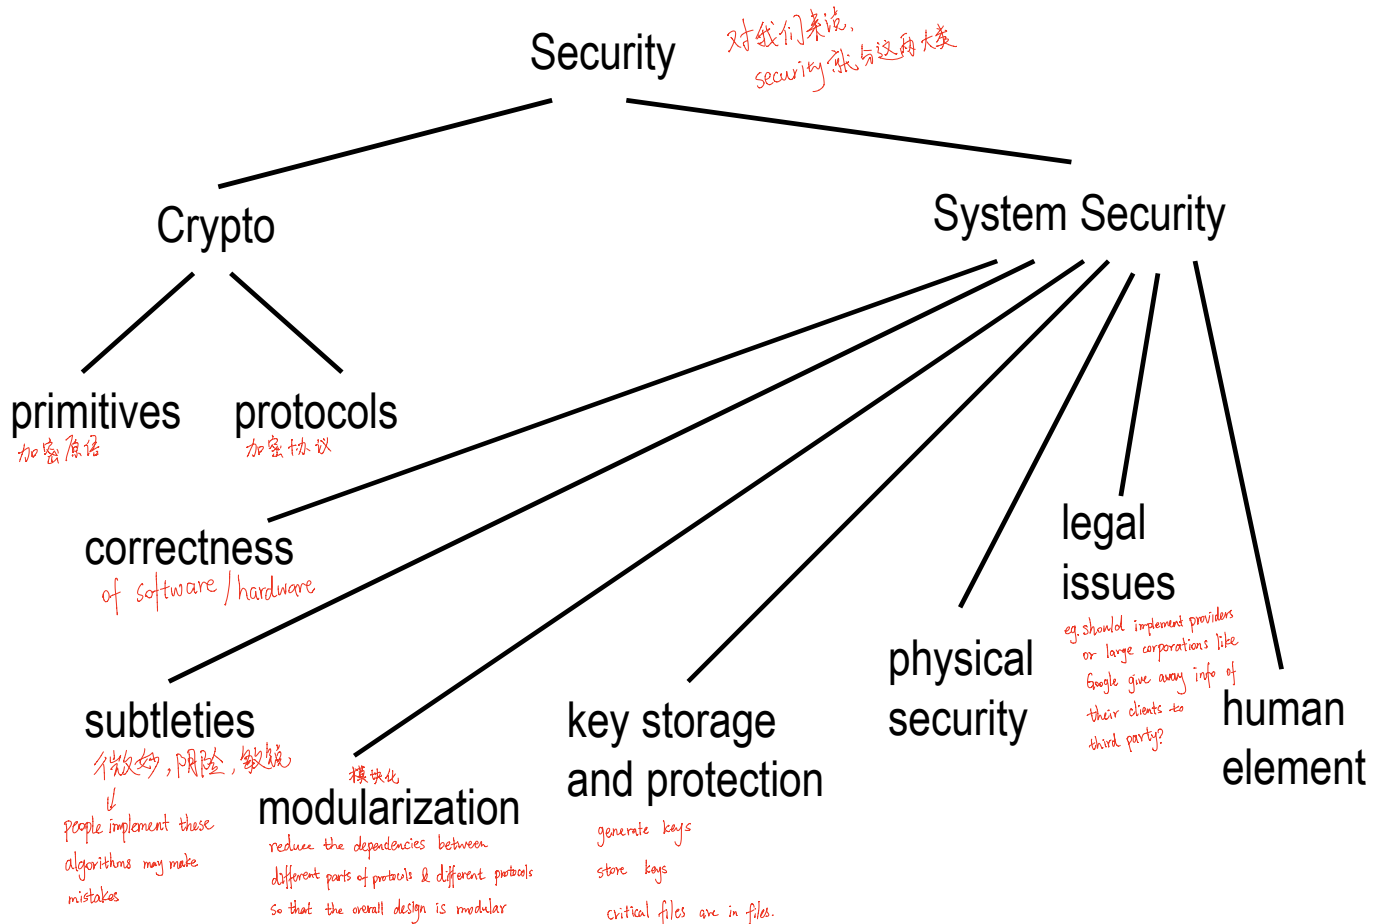 Security
对我们来说,
security就分这两大类
Crypto
System Security
primitives
加密原语
protocols
加密协议
correctness
of software/hardware
subtleties
微妙,阴险,敏锐
people implement these
algorithms may make
mistakes
模块化
modularization
reduce the dependencies between
different parts of protocols & different protocols
so that the overall design is modular
key storage
and protection
generate keys
store keys
critical files are in files.
physical
security
legal
issues
eg. should implement providers
or large corporations like
Google give away info of
their clients to
third party?
human
element